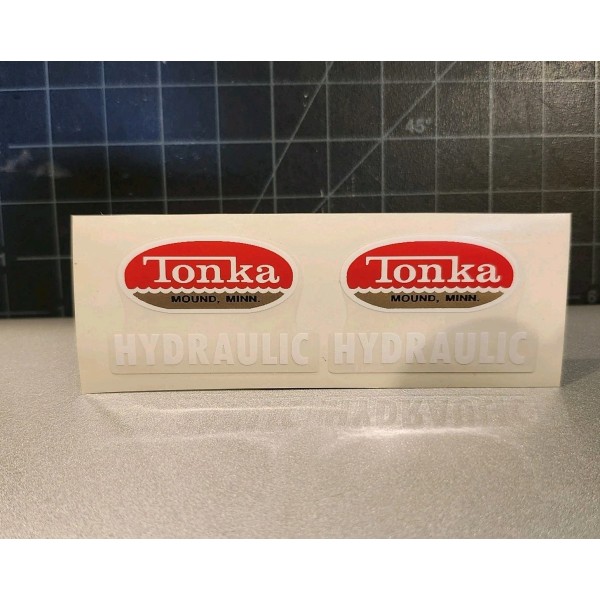 45°
Tonka Tonka
MOUND, MINN. MOUND, MINN.
HYDRAULIC HYDRAULIC